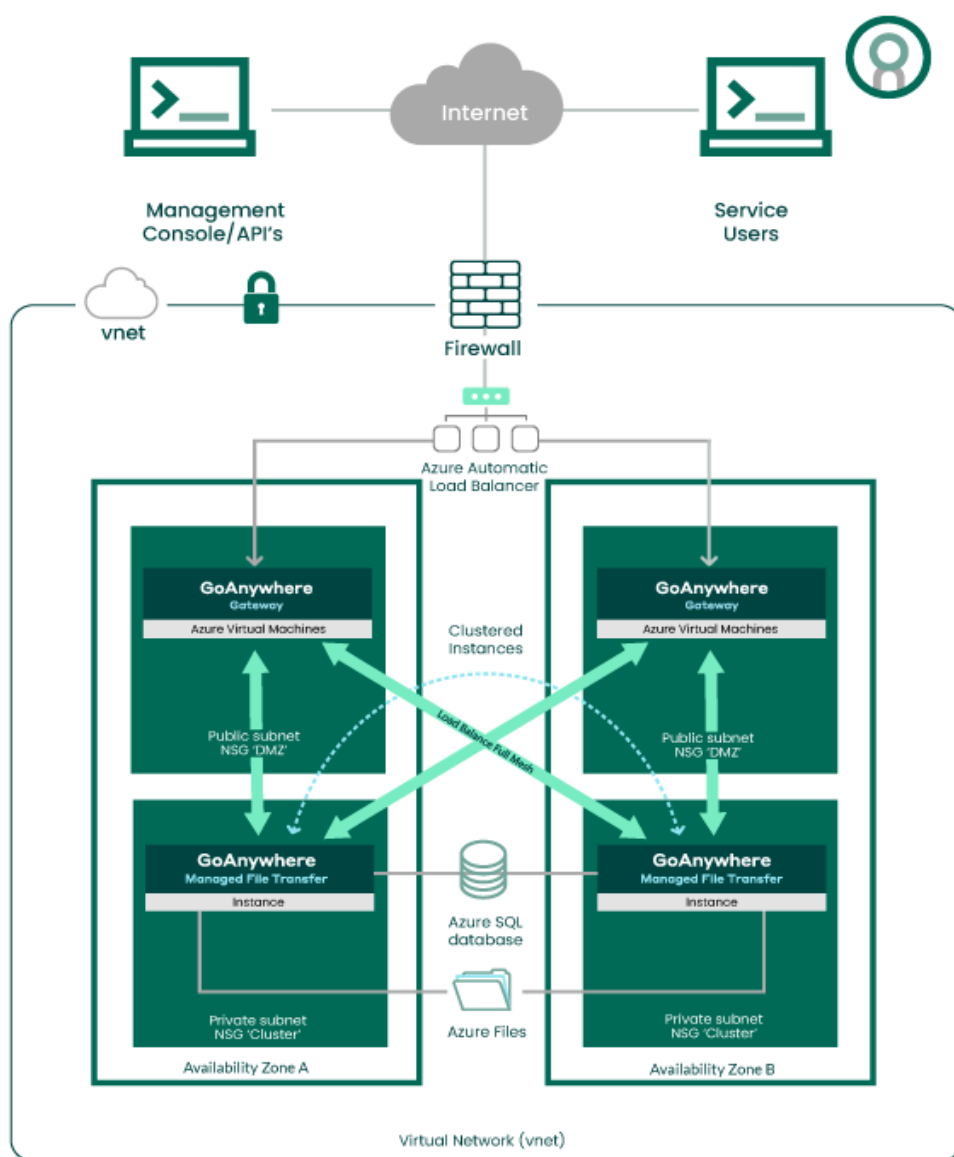 Internet
Management
Console/API's
Service
Users
vnet
Firewall
Azure Automatic
Load Balancer
GoAnywhere
Gateway
Azure Virtual Machines
GoAnywhere
Gateway
Azure Virtual Machines
Clustered
Instances
Load Balance Full Mesh
Public subnet
NSG 'DMZ'
Public subnet
NSG 'DMZ'
GoAnywhere
Managed File Transfer
Instance
GoAnywhere
Managed File Transfer
Instance
Azure SQL
database
Azure Files
Private subnet
NSG 'Cluster'
Private subnet
NSG 'Cluster'
Availability Zone A
Availability Zone B
Virtual Network (vnet)